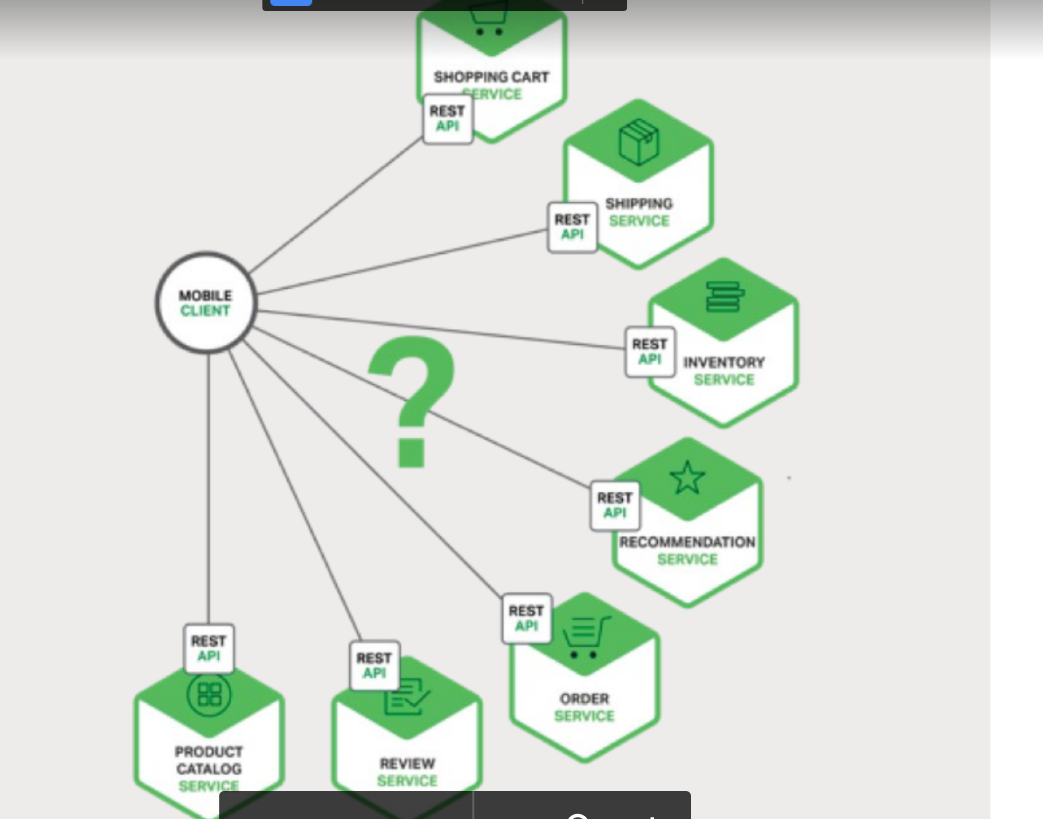 SHOPPING CART
SERVICE
REST
API
SHIPPING
SERVICE
REST
API
MOBILE
CLIENT
?
REST
API
INVENTORY
SERVICE
REST
API
RECOMMENDATION
SERVICE
REST
API
ORDER
SERVICE
REST
API
REVIEW
SERVICE
REST
API
PRODUCT
CATALOG
SERVICE